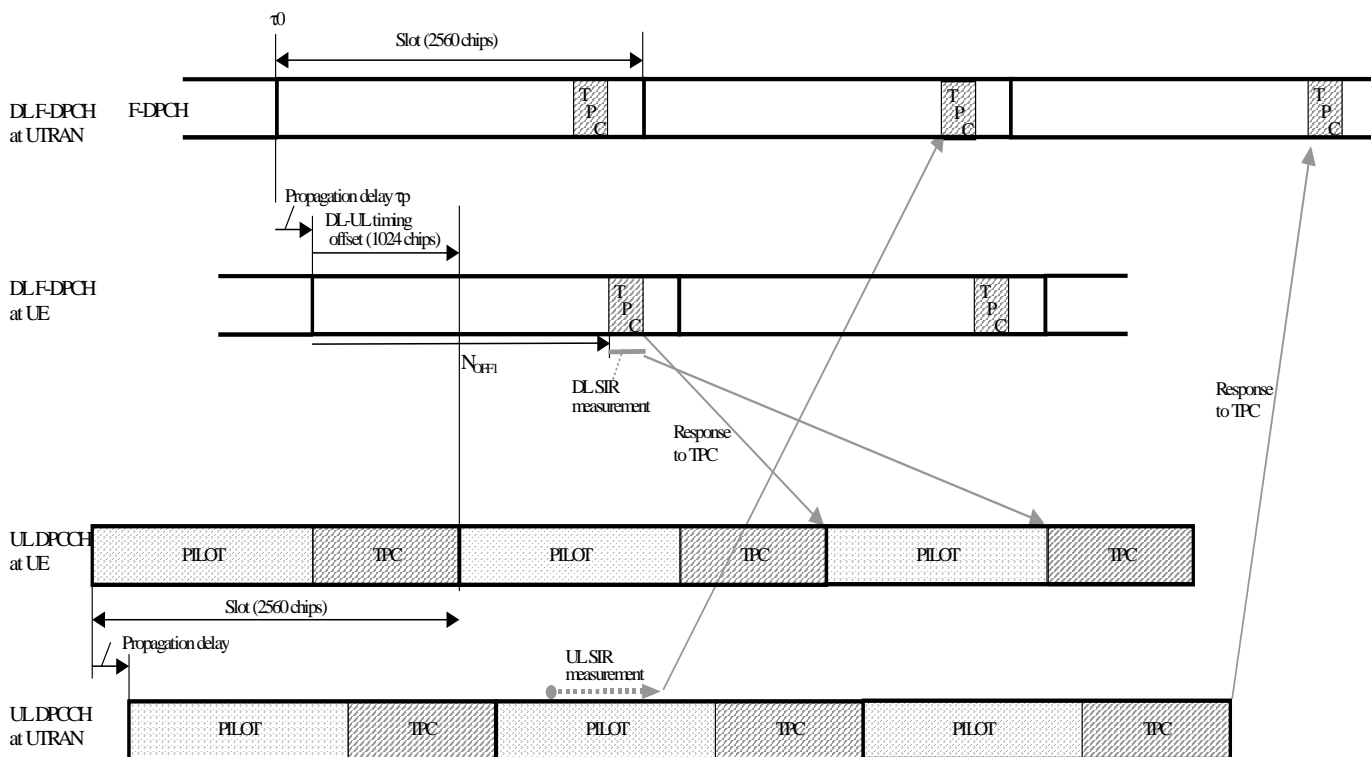 τ0
Slot (2560 chips)
DL F-DPCH
at UTRAN
F-DPCH
T
P
C
T
P
C
T
P
C
Propagation delay τp
DL-UL timing
offset (1024 chips)
DL F-DPCH
at UE
T
P
C
T
P
C
NOFF1
DL SIR
measurement
Response
to TPC
Response
to TPC
UL DPCCH
at UE
PILOT
TPC
PILOT
TPC
PILOT
TPC
Slot (2560 chips)
Propagation delay
UL SIR
measurement
UL DPCCH
at UTRAN
PILOT
TPC
PILOT
TPC
PILOT
TPC